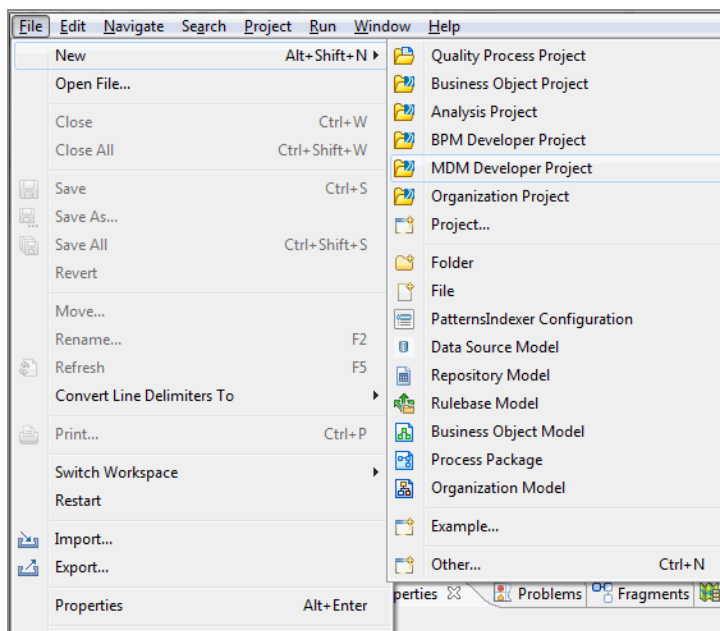 File Edit Navigate Search Project Run Window Help
New Alt+Shift+N
Open File...
Close Ctrl+W
Close All Ctrl+Shift+W
Save Ctrl+S
Save As...
Save All Ctrl+Shift+S
Revert
Move...
Rename... F2
Refresh F5
Convert Line Delimiters To
Print... Ctrl+P
Switch Workspace
Restart
Import...
Export...
Properties Alt+Enter
Quality Process Project
Business Object Project
Analysis Project
BPM Developer Project
MDM Developer Project
Organization Project
Project...
Folder
File
PatternsIndexer Configuration
Data Source Model
Repository Model
Rulebase Model
Business Object Model
Process Package
Organization Model
Example...
Other... Ctrl+N
perties Problems Fragments